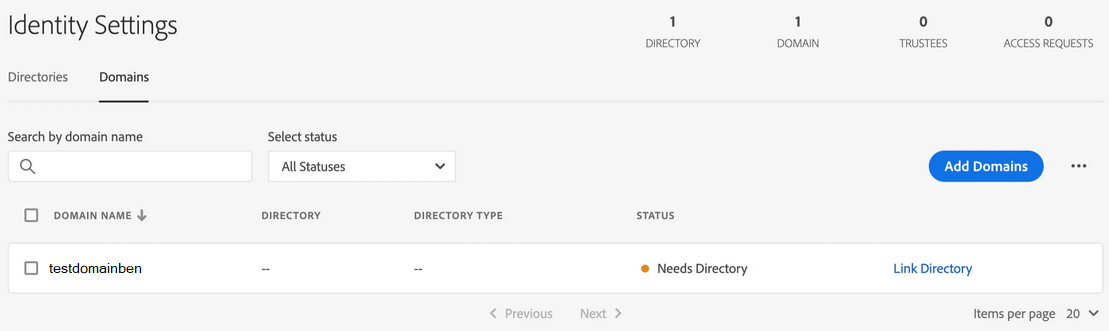 Identity Settings
1 1 0 0
DIRECTORY DOMAIN TRUSTEES ACCESS REQUESTS
Directories Domains
Search by domain name Select status
All Statuses Add Domains
DOMAIN NAME DIRECTORY DIRECTORY TYPE STATUS
testdomainben -- -- Needs Directory Link Directory
Previous Next Items per page 20